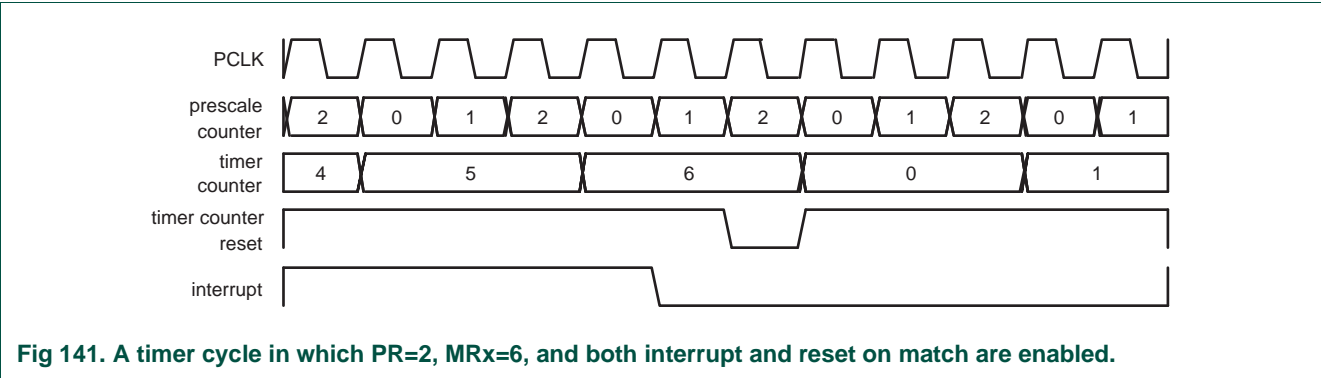 PCLK
prescale
counter
2 0 1 2 0 1 2 0 1 2 0 1
timer
counter
4 5 6 0 1
timer counter
reset
interrupt
Fig 141. A timer cycle in which PR=2, MRx=6, and both interrupt and reset on match are enabled.